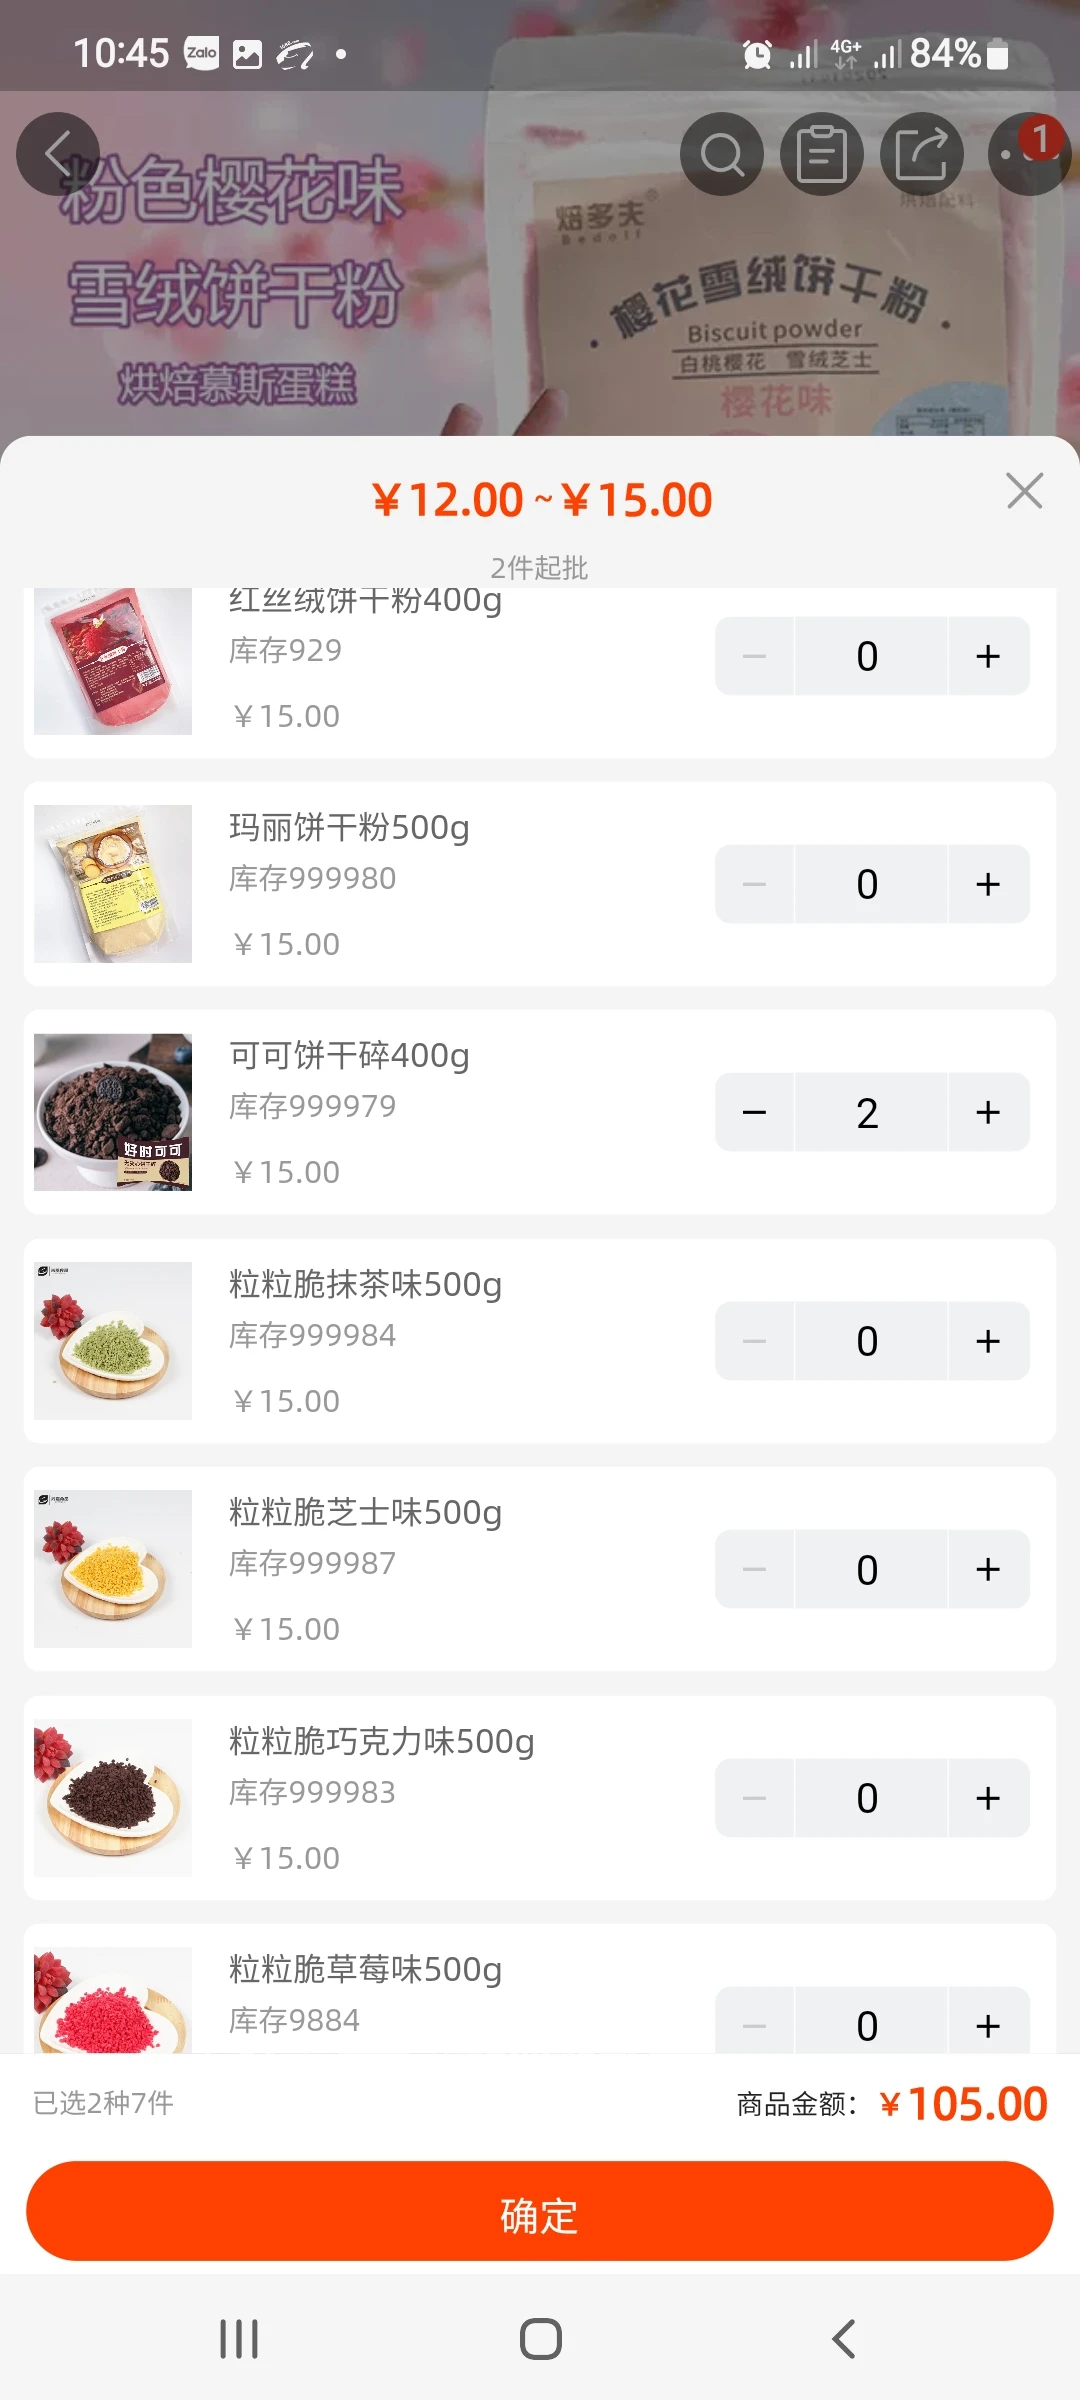 10:45 Zalo 4G+ 84%
1
粉色樱花味
雪绒饼干粉
烘焙慕斯蛋糕
焙多夫®
烘焙配料
樱花雪绒饼干粉
Biscuit powder
白桃樱花 雪绒芝士
樱花味
¥12.00~¥15.00
2件起批
红丝绒饼干粉400g
库存929
0
¥15.00
玛丽饼干粉500g
库存999980
0
¥15.00
可可饼干碎400g
库存999979
2
好时可可
¥15.00
粒粒脆抹茶味500g
库存999984
0
¥15.00
粒粒脆芝士味500g
库存999987
0
¥15.00
粒粒脆巧克力味500g
库存999983
0
¥15.00
粒粒脆草莓味500g
库存9884
0
已选2种7件
商品金额：¥105.00
确定